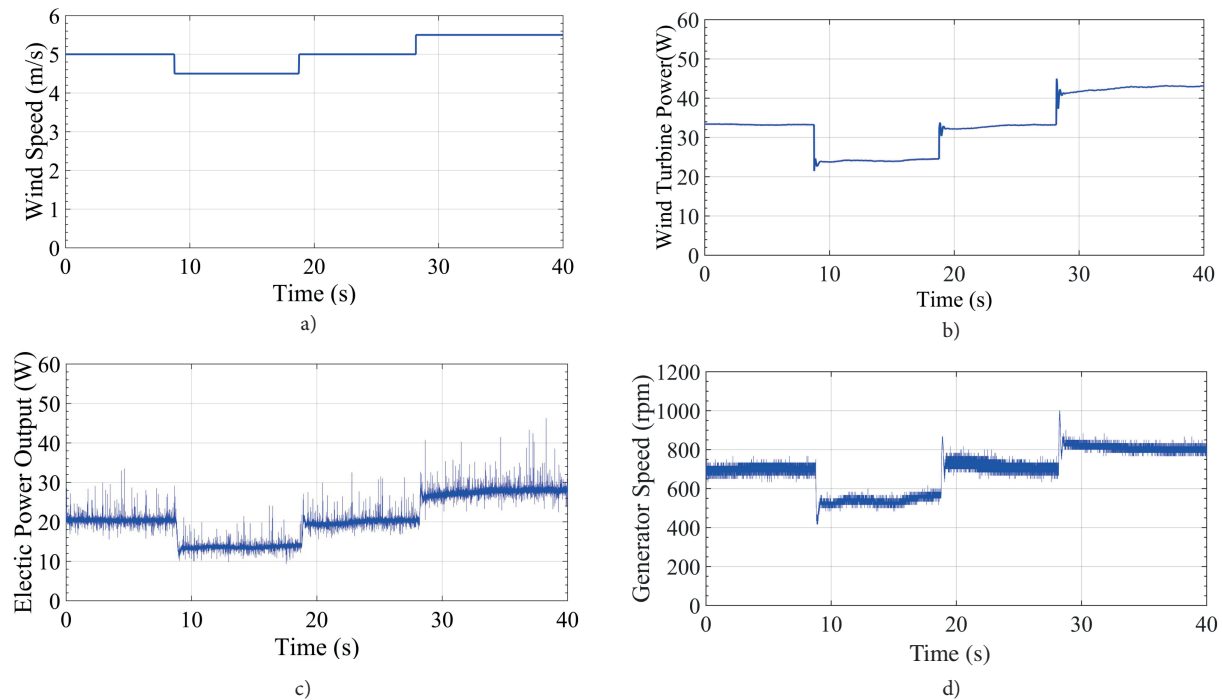 Wind Speed (m/s)
6
5
4
3
2
1
0
0 10 20 30 40
Time (s)
a)
Wind Turbine Power(W)
60
50
40
30
20
10
0
0 10 20 30 40
Time (s)
b)
Electic Power Output (W)
60
50
40
30
20
10
0
0 10 20 30 40
Time (s)
c)
Generator Speed (rpm)
1200
1000
800
600
400
200
0
0 10 20 30 40
Time (s)
d)